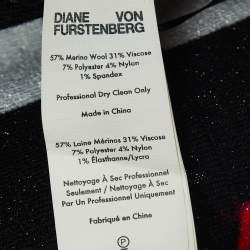 DIANE VON
FURSTENBERG
57% Merino Wool 31% Viscose
7% Polyester 4% Nylon
1% Spandex
Professional Dry Clean Only
Made in China
57% Laine Mérinos 31% Viscose
7% Polyester 4% Nylon
1% Élasthanne/Lycra
Nettoyage À Sec Professionel
Seulement / Nettoyage À Sec
Par Un Professionel Uniquement
Fabriqué en Chine
P